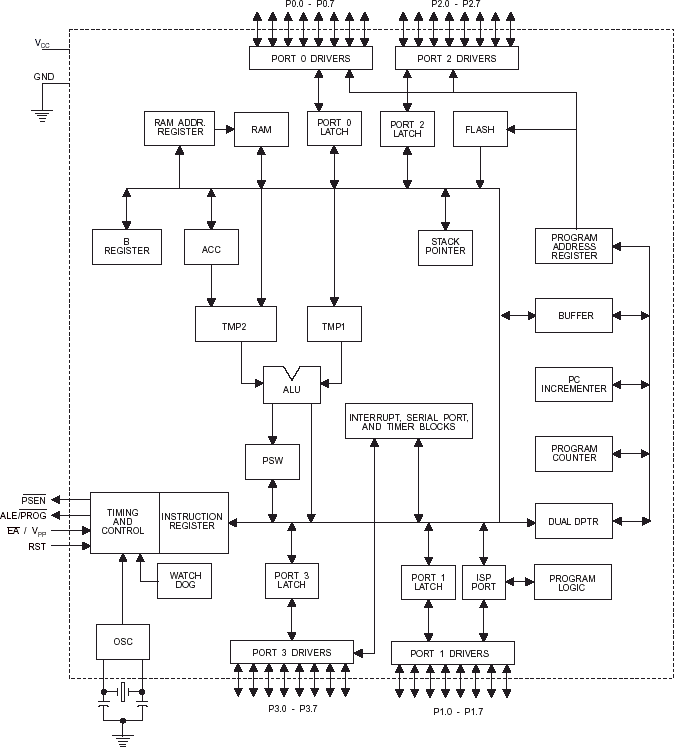 P0.0 - P0.7
P2.0 - P2.7
VCC
GND
PORT 0 DRIVERS
PORT 2 DRIVERS
RAM ADDR.
REGISTER
RAM
PORT 0
LATCH
PORT 2
LATCH
FLASH
B
REGISTER
ACC
STACK
POINTER
PROGRAM
ADDRESS
REGISTER
TMP2
TMP1
BUFFER
ALU
PC
INCREMENTER
INTERRUPT, SERIAL PORT,
AND TIMER BLOCKS
PSW
PROGRAM
COUNTER
PSEN
ALE/PROG
EA / VPP
RST
TIMING
AND
CONTROL
INSTRUCTION
REGISTER
DUAL DPTR
WATCH
DOG
PORT 3
LATCH
PORT 1
LATCH
ISP
PORT
PROGRAM
LOGIC
OSC
PORT 3 DRIVERS
PORT 1 DRIVERS
P3.0 - P3.7
P1.0 - P1.7